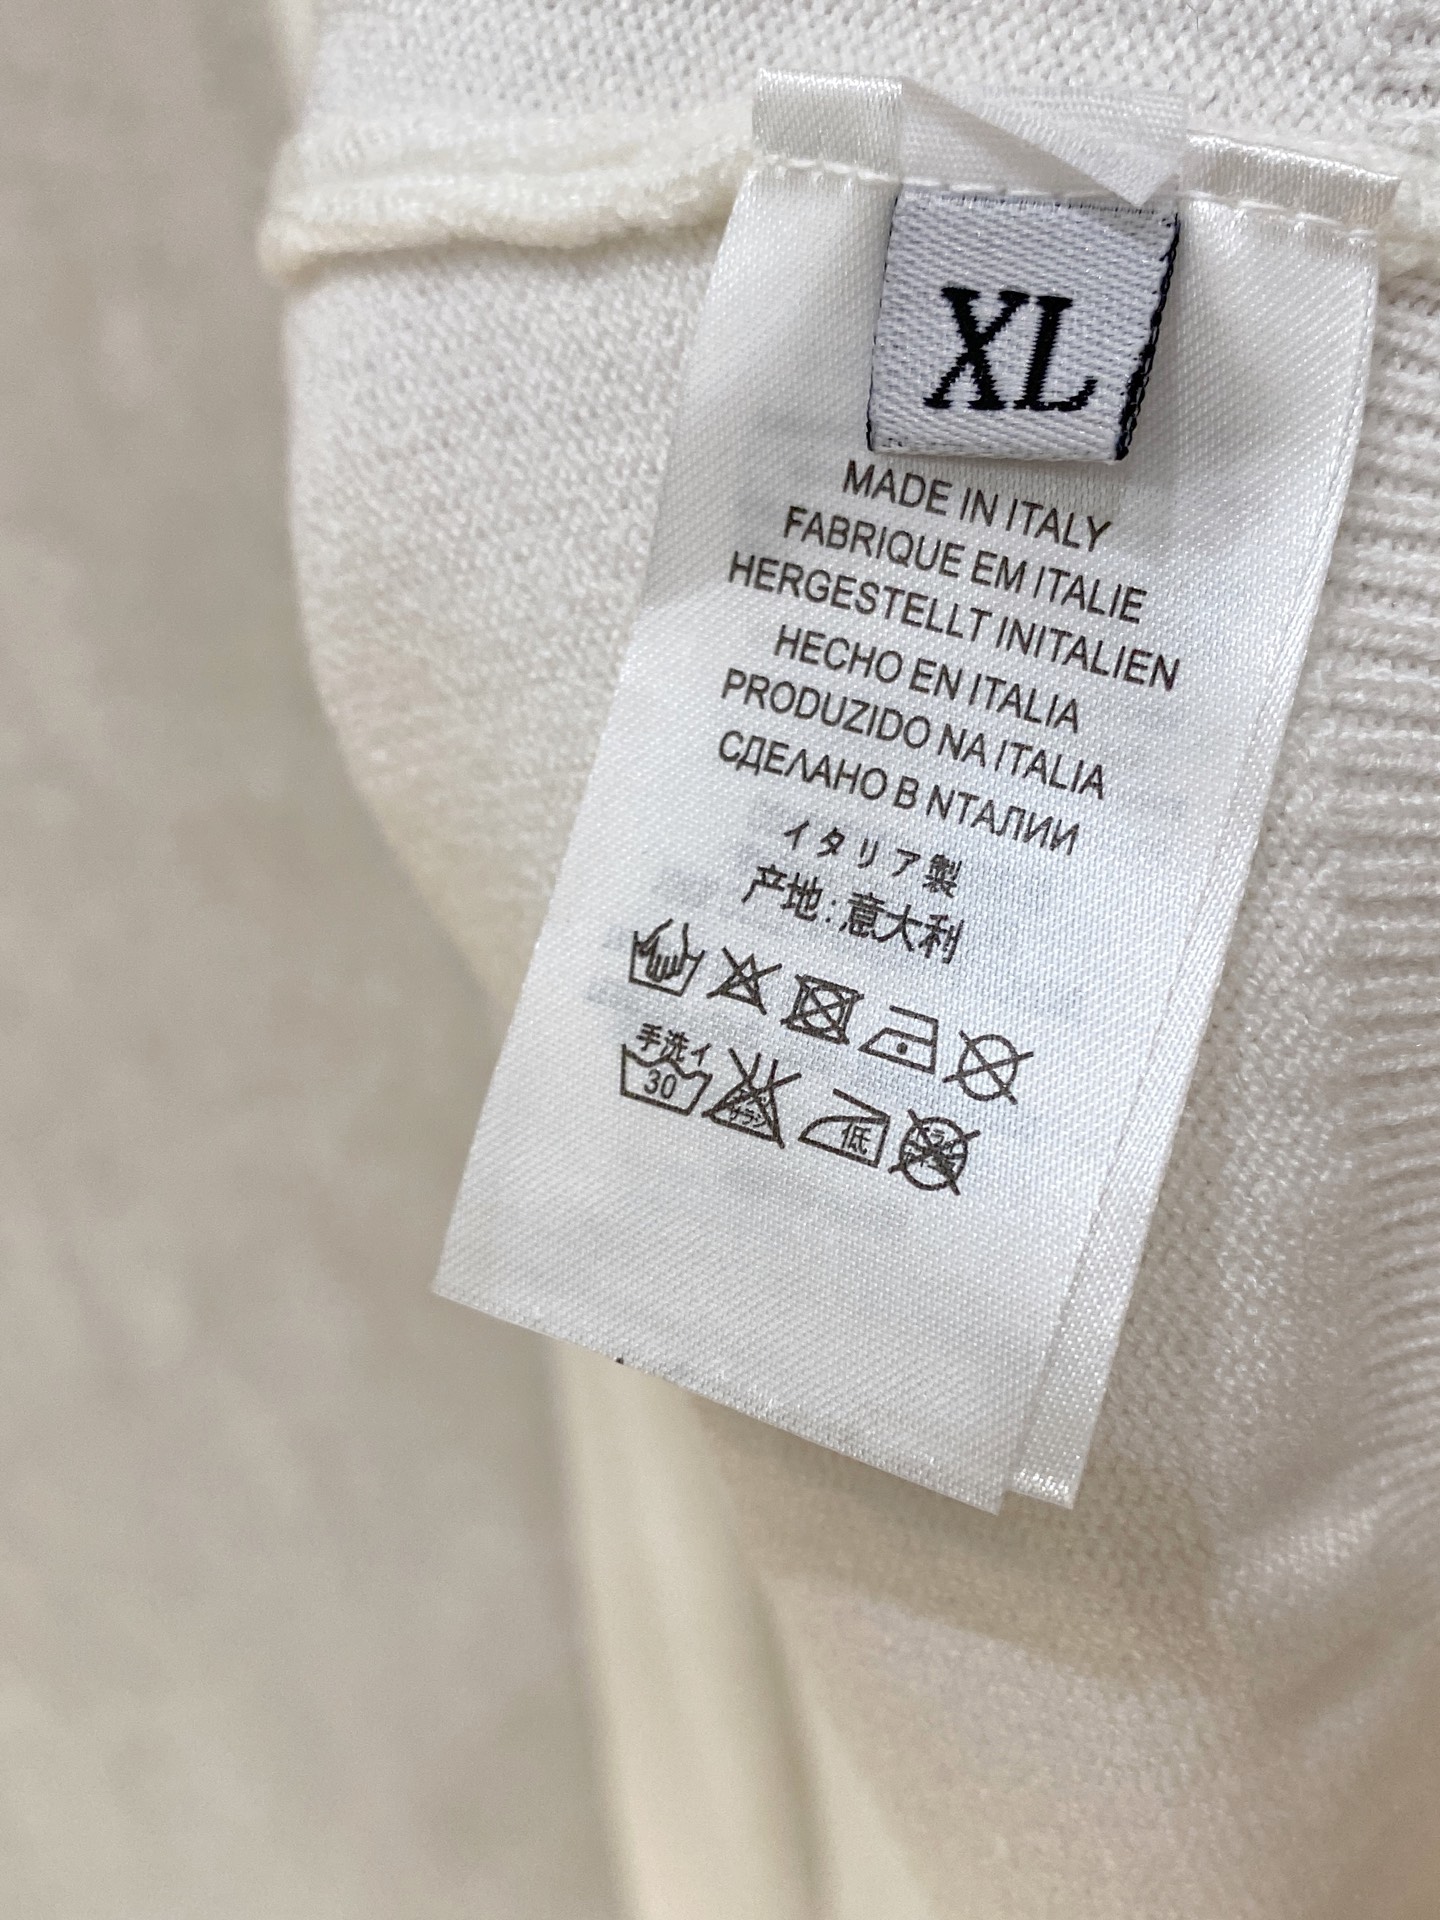 XL
MADE IN ITALY
FABRIQUE EM ITALIE
HERGESTELLT INITALIEN
HECHO EN ITALIA
PRODUZIDO NA ITALIA
СДЕЛАНО В NТАЛИИ
イタリア製
产地:意大利
手洗イ
30
低